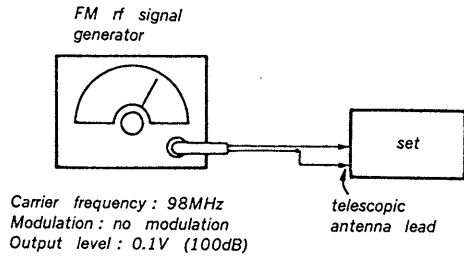 FM rf signal
generator
set
telescopic
antenna lead
Carrier frequency : 98MHz
Modulation : no modulation
Output level : 0.1V (100dB)